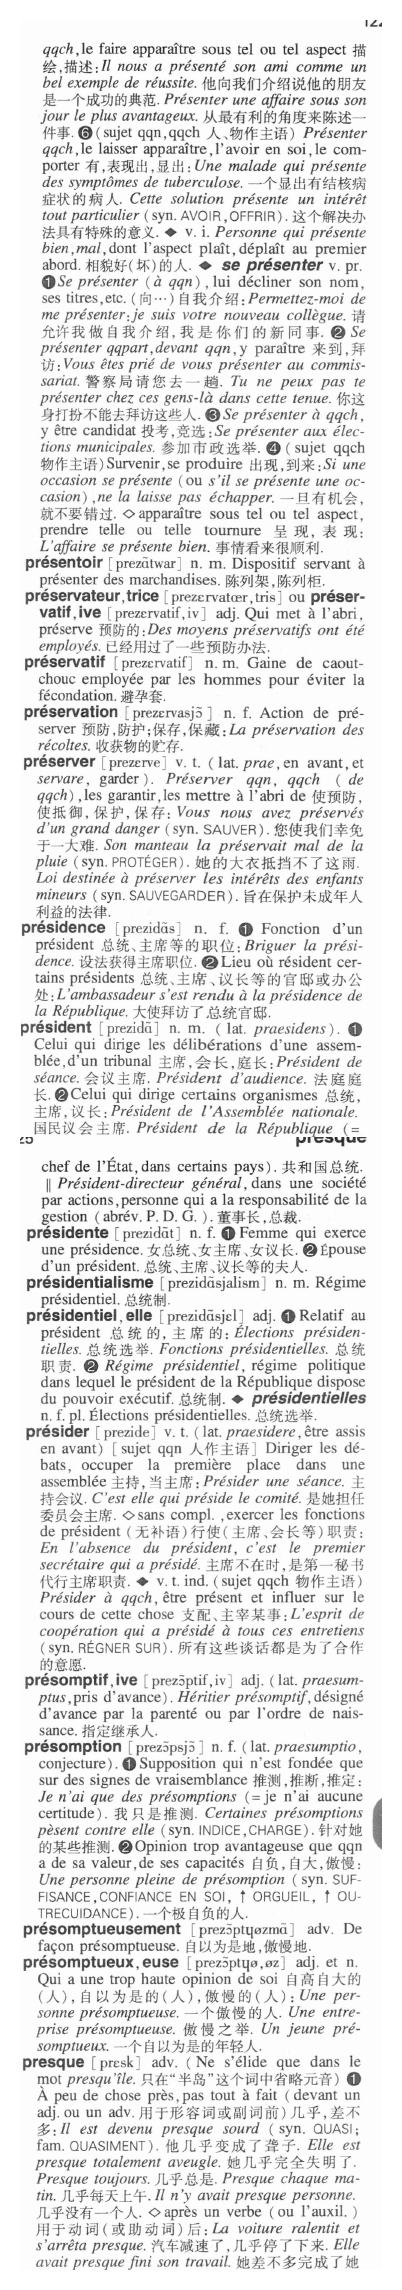 qqch,le faire apparaître sous tel ou tel aspect 描
绘,描述:Il nous a présenté son ami comme un
bel exemple de réussite. 他向我们介绍说他的朋友
是一个成功的典范. Présenter une affaire sous son
jour le plus avantageux. 从最有利的角度来陈述一
件事. ❻ (sujet qqn,qqch 人、物作主语) Présenter
qqch,le laisser apparaître,l'avoir en soi,le com-
porter 有,表现出,显出:Une malade qui présente
des symptômes de tuberculose. 一个显出有结核病
症状的病人. Cette solution présente un intérêt
tout particulier (syn. AVOIR,OFFRIR). 这个解决办
法具有特殊的意义. ◆ v. i. Personne qui présente
bien,mal,dont l'aspect plaît,déplaît au premier
abord. 相貌好(坏)的人. ◆ se présenter v. pr.
❶Se présenter (à qqn),lui décliner son nom,
ses titres,etc. (向…)自我介绍:Permettez-moi de
me présenter:je suis votre nouveau collègue. 请
允许我做自我介绍,我是你们的新同事. ❷ Se
présenter qqpart,devant qqn,y paraître 来到,拜
访:Vous êtes prié de vous présenter au commis-
sariat. 警察局请您去一趟. Tu ne peux pas te
présenter chez ces gens-là dans cette tenue. 你这
身打扮不能去拜访这些人. ❸Se présenter à qqch,
y être candidat 投考,竞选:Se présenter aux élec-
tions municipales. 参加市政选举. ❹ (sujet qqch
物作主语)Survenir,se produire 出现,到来:Si une
occasion se présente (ou s'il se présente une oc-
casion),ne la laisse pas échapper. 一旦有机会,
就不要错过. ◇apparaître sous tel ou tel aspect,
prendre telle ou telle tournure 呈现,表现:
L'affaire se présente bien. 事情看来很顺利.
présentoir [prezɑ̃twar] n. m. Dispositif servant à
présenter des marchandises. 陈列架,陈列柜.
préservateur,trice [prezɛrvatœr,tris] ou préser-
vatif,ive [prezɛrvatif,iv] adj. Qui met à l'abri,
préserve 预防的:Des moyens préservatifs ont été
employés. 已经用过了一些预防办法.
préservatif [prezɛrvatif] n. m. Gaine de caout-
chouc employée par les hommes pour éviter la
fécondation. 避孕套.
préservation [prezɛrvasjɔ̃] n. f. Action de pré-
server 预防,防护;保存,保藏:La préservation des
récoltes. 收获物的贮存.
préserver [prezɛrve] v. t. (lat. prae,en avant,et
servare, garder). Préserver qqn, qqch (de
qqch),les garantir,les mettre à l'abri de 使预防,
使抵御,保护,保存:Vous nous avez préservés
d'un grand danger (syn. SAUVER). 您使我们幸免
于一大难. Son manteau la préservait mal de la
pluie (syn. PROTÉGER). 她的大衣抵挡不了这雨.
Loi destinée à préserver les intérêts des enfants
mineurs (syn. SAUVEGARDER). 旨在保护未成年人
利益的法律.
présidence [prezidɑ̃s] n. f. ❶ Fonction d'un
président 总统、主席等的职位:Briguer la prési-
dence. 设法获得主席职位. ❷Lieu où résident cer-
tains présidents 总统、主席、议长等的官邸或办公
处:L'ambassadeur s'est rendu à la présidence de
la République. 大使拜访了总统官邸.
président [prezidɑ̃] n. m. (lat. praesidens). ❶
Celui qui dirige les délibérations d'une assem-
blée,d'un tribunal 主席,会长,庭长:Président de
séance. 会议主席. Président d'audience. 法庭庭
长. ❷Celui qui dirige certains organismes 总统,
主席,议长:Président de l'Assemblée nationale.
国民议会主席. Président de la République (=
presque
chef de l'État,dans certains pays). 共和国总统.
‖ Président-directeur général,dans une société
par actions,personne qui a la responsabilité de la
gestion (abrév. P. D. G.). 董事长,总裁.
présidente [prezidɑ̃t] n. f. ❶ Femme qui exerce
une présidence. 女总统、女主席、女议长. ❷Épouse
d'un président. 总统、主席、议长等的夫人.
présidentialisme [prezidɑ̃sjalism] n. m. Régime
présidentiel. 总统制.
présidentiel,elle [prezidɑ̃sjɛl] adj. ❶ Relatif au
président 总统的,主席的:Élections présiden-
tielles. 总统选举. Fonctions présidentielles. 总统
职责. ❷ Régime présidentiel, régime politique
dans lequel le président de la République dispose
du pouvoir exécutif. 总统制. ◆ présidentielles
n. f. pl. Élections présidentielles. 总统选举.
présider [prezide] v. t. (lat. praesidere,être assis
en avant) [sujet qqn 人作主语] Diriger les dé-
bats, occuper la première place dans une
assemblée 主持,当主席:Présider une séance. 主
持会议. C'est elle qui préside le comité. 是她担任
委员会主席. ◇sans compl. ,exercer les fonctions
de président (无补语)行使(主席、会长等)职责:
En l'absence du président, c'est le premier
secrétaire qui a présidé. 主席不在时,是第一秘书
代行主席职责. ◆ v. t. ind. (sujet qqch 物作主语)
Présider à qqch,être présent et influer sur le
cours de cette chose 支配、主宰某事:L'esprit de
coopération qui a présidé à tous ces entretiens
(syn. RÉGNER SUR). 所有这些谈话都是为了合作
的意愿.
présomptif,ive [prezɔ̃ptif,iv] adj. (lat. praesum-
ptus,pris d'avance). Héritier présomptif,désigné
d'avance par la parenté ou par l'ordre de nais-
sance. 指定继承人.
présomption [prezɔ̃psjɔ̃] n. f. (lat. praesumptio,
conjecture). ❶Supposition qui n'est fondée que
sur des signes de vraisemblance 推测,推断,推定:
Je n'ai que des présomptions (=je n'ai aucune
certitude). 我只是推测. Certaines présomptions
pèsent contre elle (syn. INDICE,CHARGE). 针对她
的某些推测. ❷Opinion trop avantageuse que qqn
a de sa valeur,de ses capacités 自负,自大,傲慢:
Une personne pleine de présomption (syn. SUF-
FISANCE,CONFIANCE EN SOI, ↑ ORGUEIL, ↑ OU-
TRECUIDANCE). 一个极自负的人.
présomptueusement [prezɔ̃ptɥøzmɑ̃] adv. De
façon présomptueuse. 自以为是地,傲慢地.
présomptueux,euse [prezɔ̃ptɥø,øz] adj. et n.
Qui a une trop haute opinion de soi 自高自大的
(人),自以为是的(人),傲慢的(人):Une per-
sonne présomptueuse. 一个傲慢的人. Une entre-
prise présomptueuse. 傲慢之举. Un jeune pré-
somptueux. 一个自以为是的年轻人.
presque [prɛsk] adv. (Ne s'élide que dans le
mot presqu'île. 只在“半岛”这个词中省略元音) ❶
À peu de chose près,pas tout à fait (devant un
adj. ou un adv. 用于形容词或副词前)几乎,差不
多:Il est devenu presque sourd (syn. QUASI;
fam. QUASIMENT). 他几乎变成了聋子. Elle est
presque totalement aveugle. 她几乎完全失明了.
Presque toujours. 几乎总是. Presque chaque ma-
tin. 几乎每天上午. Il n'y avait presque personne.
几乎没有一个人. ◇après un verbe (ou l'auxil.)
用于动词(或助动词)后:La voiture ralentit et
s'arrêta presque. 汽车减速了,几乎停了下来. Elle
avait presque fini son travail. 她差不多完成了她